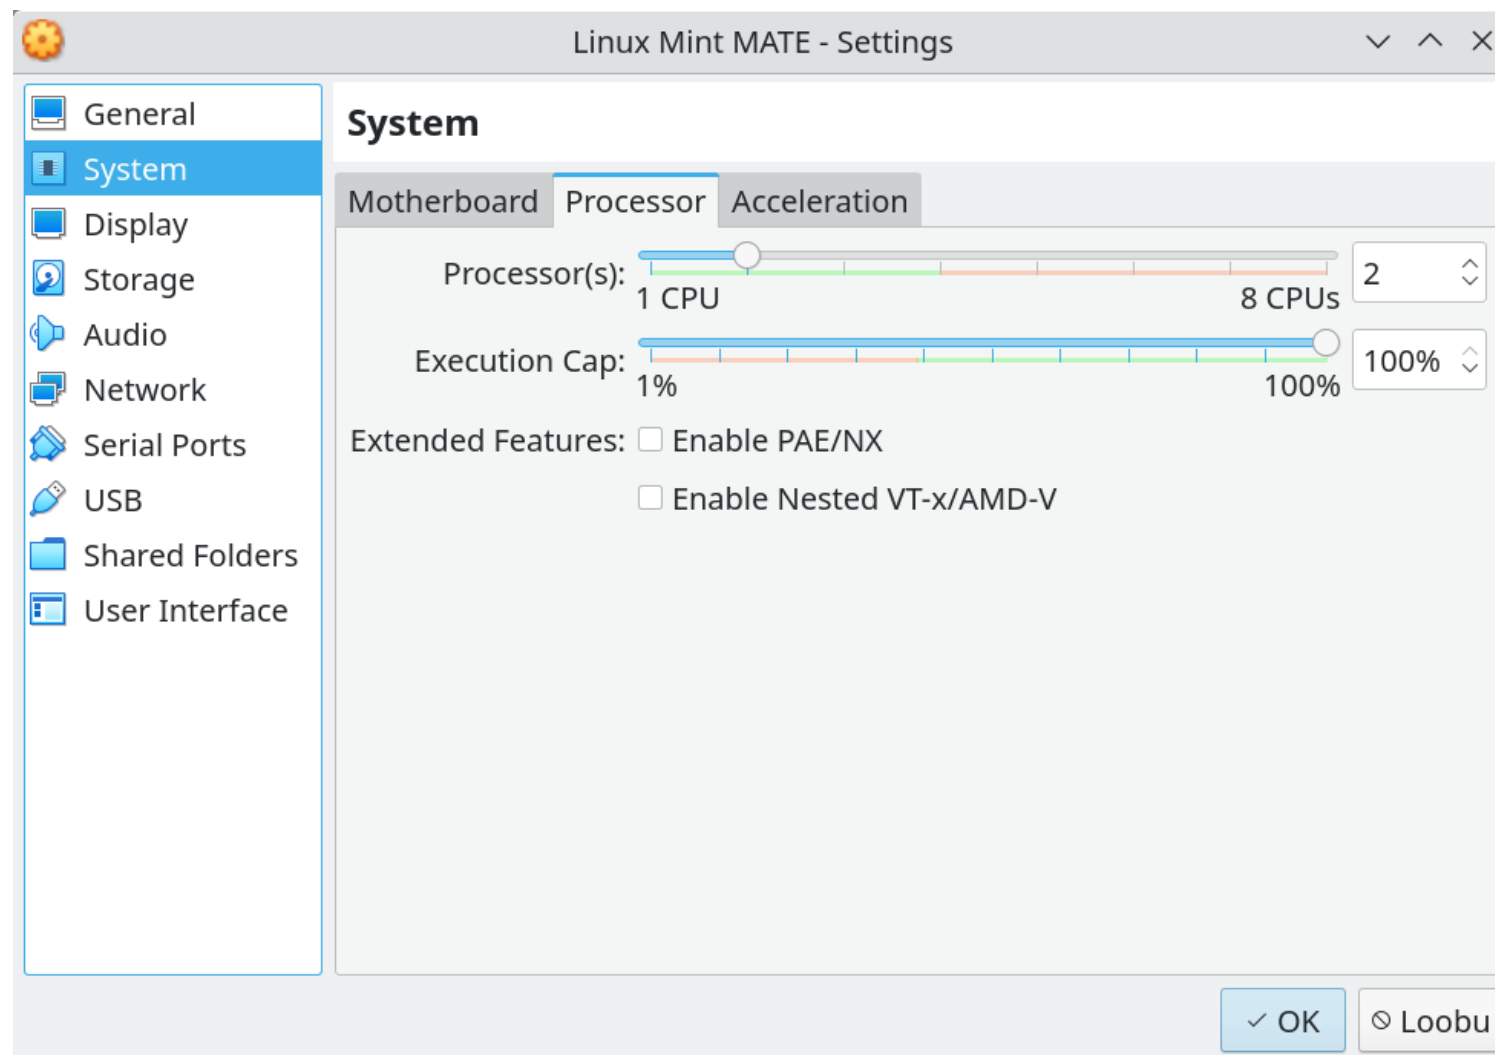 Linux Mint MATE - Settings
General
System
Display
Storage
Audio
Network
Serial Ports
USB
Shared Folders
User Interface
System
Motherboard Processor Acceleration
Processor(s): 2
1 CPU 8 CPUs
Execution Cap: 100%
1% 100%
Extended Features: Enable PAE/NX
Enable Nested VT-x/AMD-V
OK Loobu